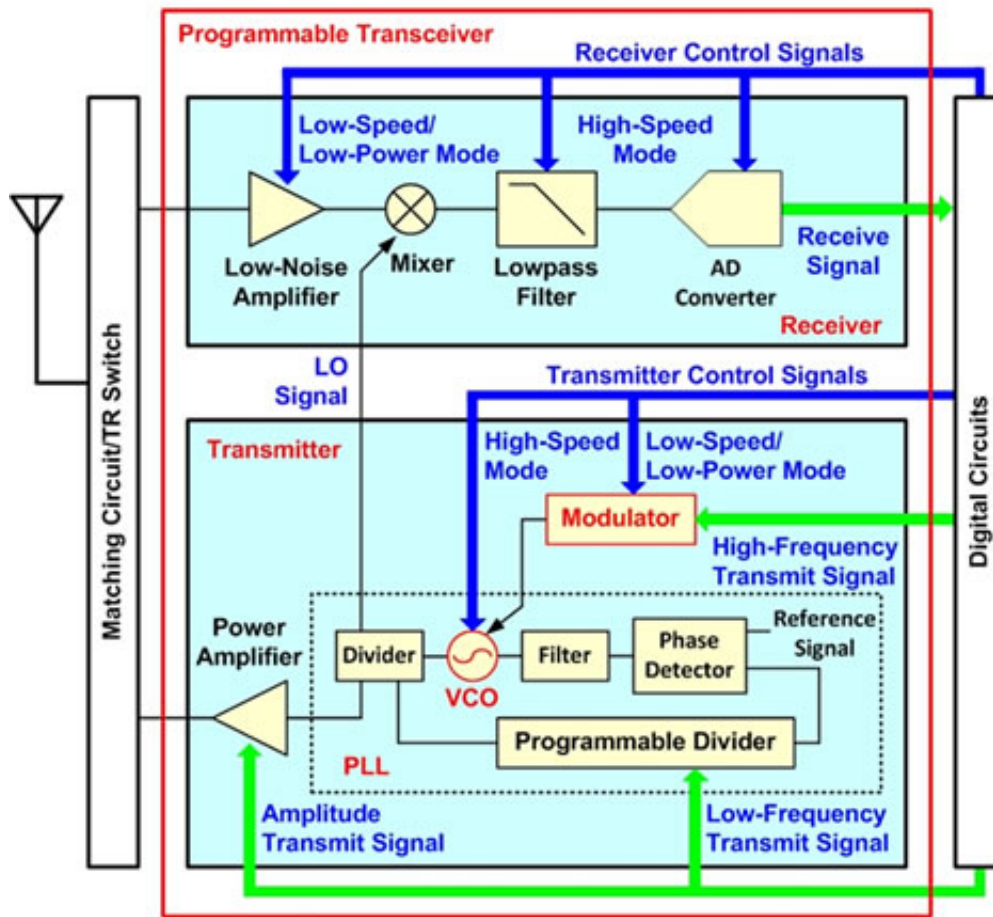 Programmable Transceiver
Receiver Control Signals
Low-Speed/
Low-Power Mode
High-Speed
Mode
Low-Noise
Amplifier
Mixer
Lowpass
Filter
AD
Converter
Receive
Signal
Receiver
LO
Signal
Matching Circuit/TR Switch
Digital Circuits
Transmitter Control Signals
Transmitter
High-Speed
Mode
Low-Speed/
Low-Power Mode
Modulator
High-Frequency
Transmit Signal
Power
Amplifier
Divider
VCO
Filter
Phase
Detector
Reference
Signal
Programmable Divider
PLL
Amplitude
Transmit Signal
Low-Frequency
Transmit Signal